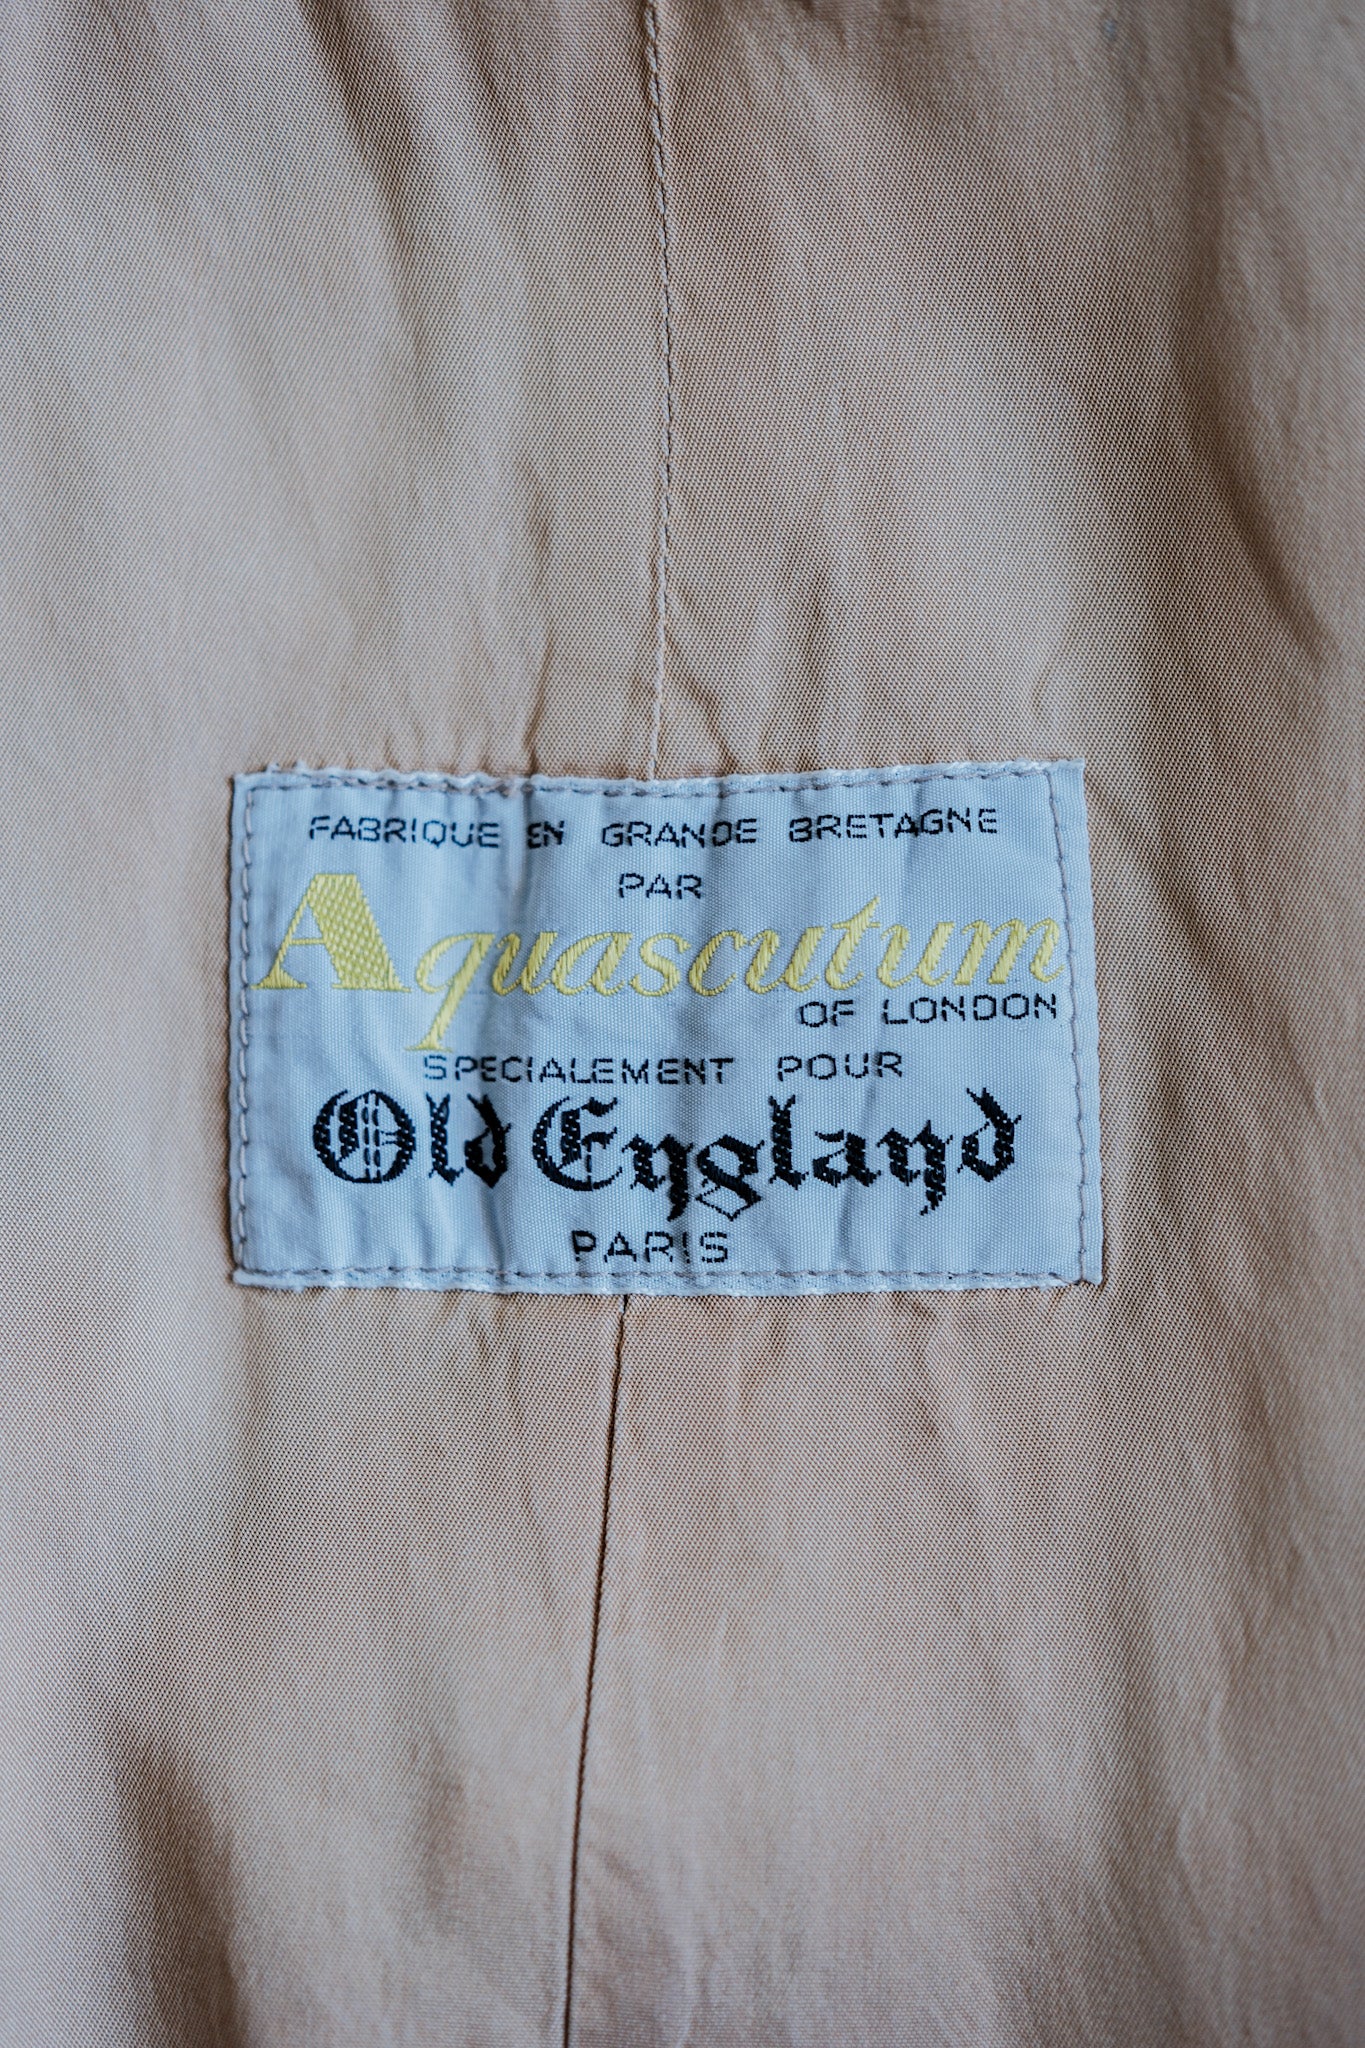 FABRIQUE EN GRANDE BRETAGNE
PAR
Aquascutum
OF LONDON
SPECIALEMENT POUR
Old England
PARIS